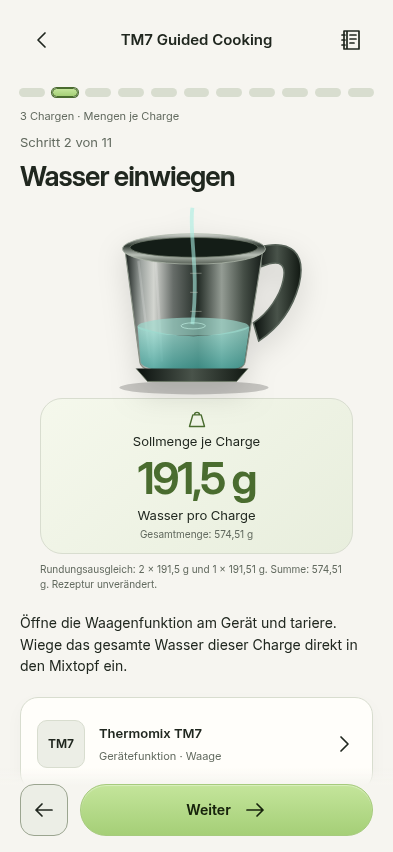 TM7 Guided Cooking
3 Chargen · Mengen je Charge
Schritt 2 von 11
Wasser einwiegen
Sollmenge je Charge
191,5 g
Wasser pro Charge
Gesamtmenge: 574,51 g
Rundungsausgleich: 2 × 191,5 g und 1 × 191,51 g. Summe: 574,51
g. Rezeptur unverändert.
Öffne die Waagenfunktion am Gerät und tariere.
Wiege das gesamte Wasser dieser Charge direkt in
den Mixtopf ein.
TM7
Thermomix TM7
Gerätefunktion · Waage
Weiter